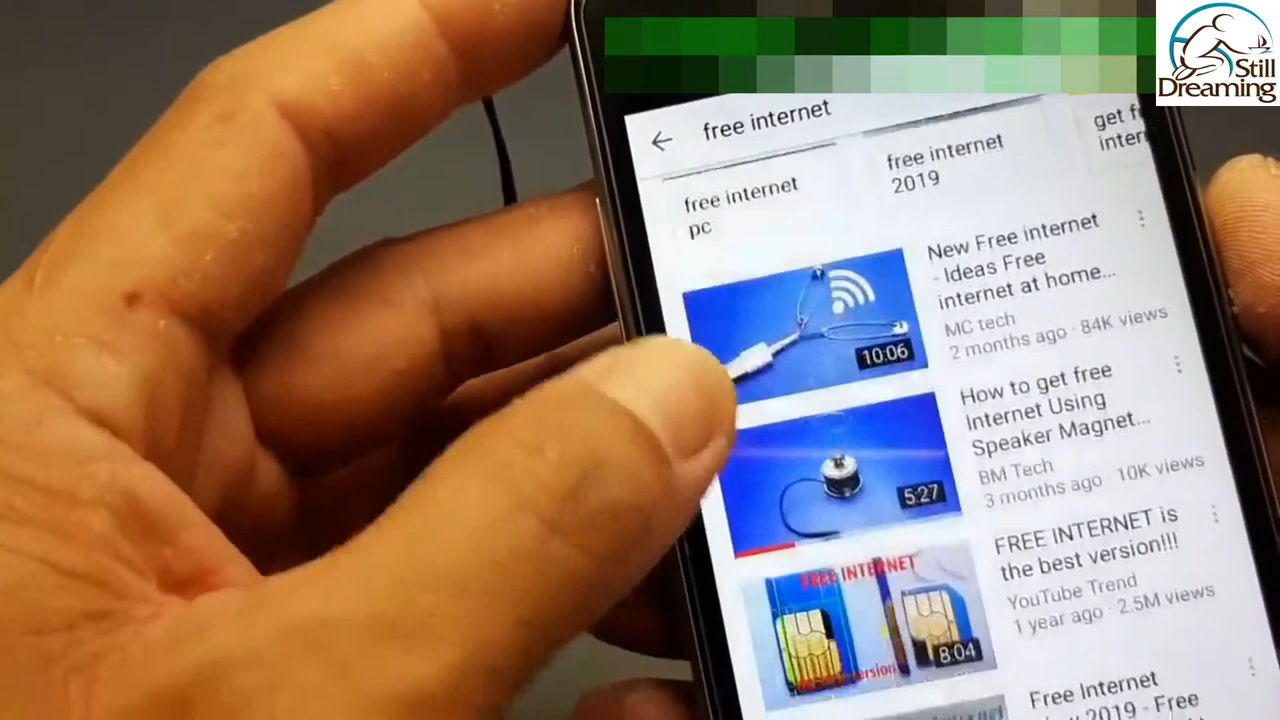 Still
Dreaming
free internet
free internet
pc
free internet
2019
get f
inter
New Free internet
- Ideas Free
internet at home...
MC tech
2 months ago · 84K views
10:06
How to get free
Internet Using
Speaker Magnet...
BM Tech
3 months ago · 10K views
5:27
FREE INTERNET is
the best version!!!
YouTube Trend
1 year ago · 2.5M views
FREE INTERNET
version
8:04
Free Internet
2019 - Free